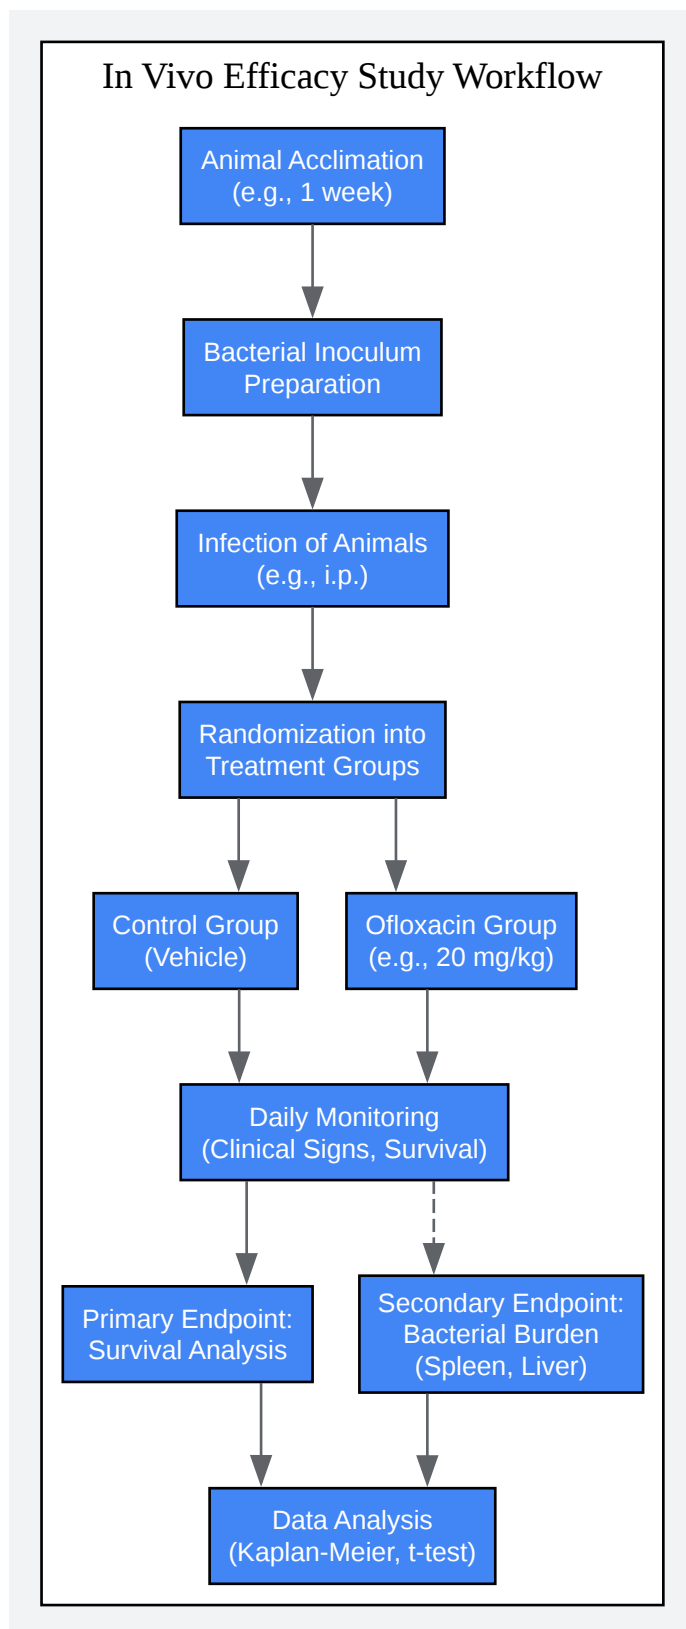 In Vivo Efficacy Study Workflow
Animal Acclimation
(e.g., 1 week)
Bacterial Inoculum
Preparation
Infection of Animals
(e.g., i.p.)
Randomization into
Treatment Groups
Control Group
(Vehicle)
Ofloxacin Group
(e.g., 20 mg/kg)
Daily Monitoring
(Clinical Signs, Survival)
Primary Endpoint:
Survival Analysis
Secondary Endpoint:
Bacterial Burden
(Spleen, Liver)
Data Analysis
(Kaplan-Meier, t-test)